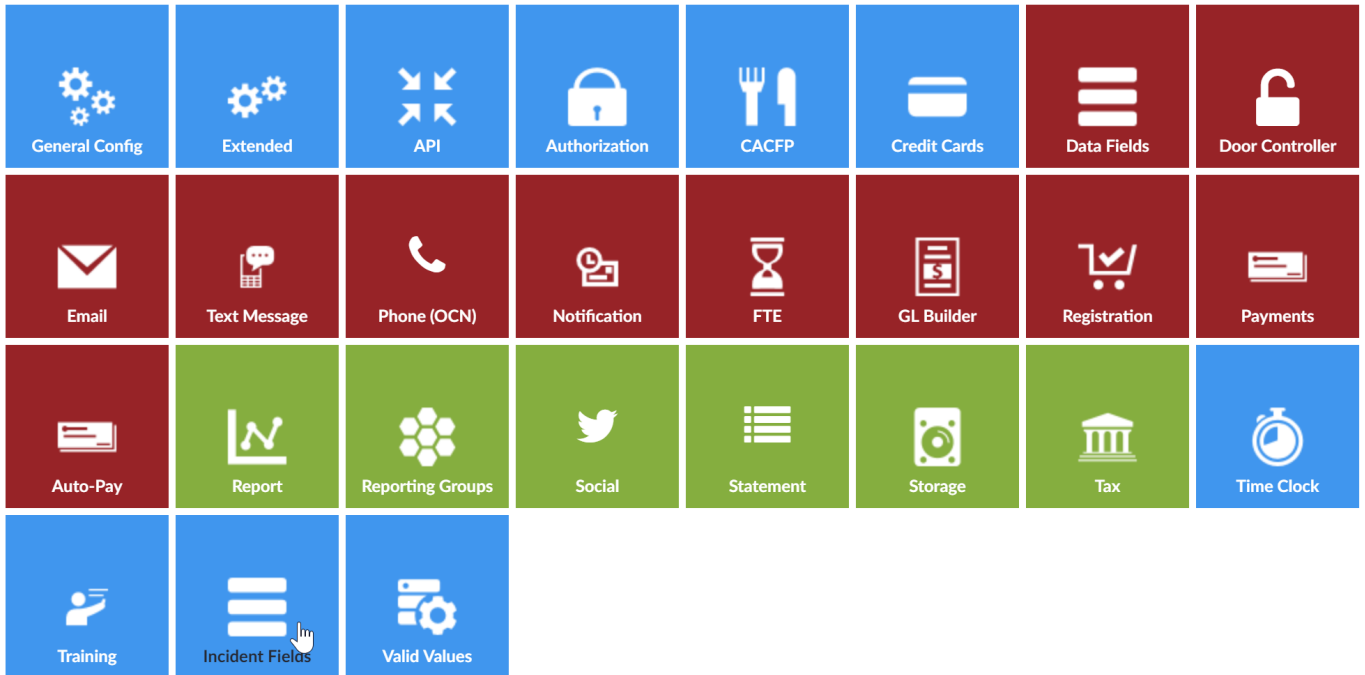 General Config
Extended
API
Authorization
CACFP
Credit Cards
Data Fields
Door Controller
Email
Text Message
Phone (OCN)
Notification
FTE
$
GL Builder
Registration
Payments
Auto-Pay
Report
Reporting Groups
Social
Statement
Storage
Tax
Time Clock
Training
Incident Fields
Valid Values